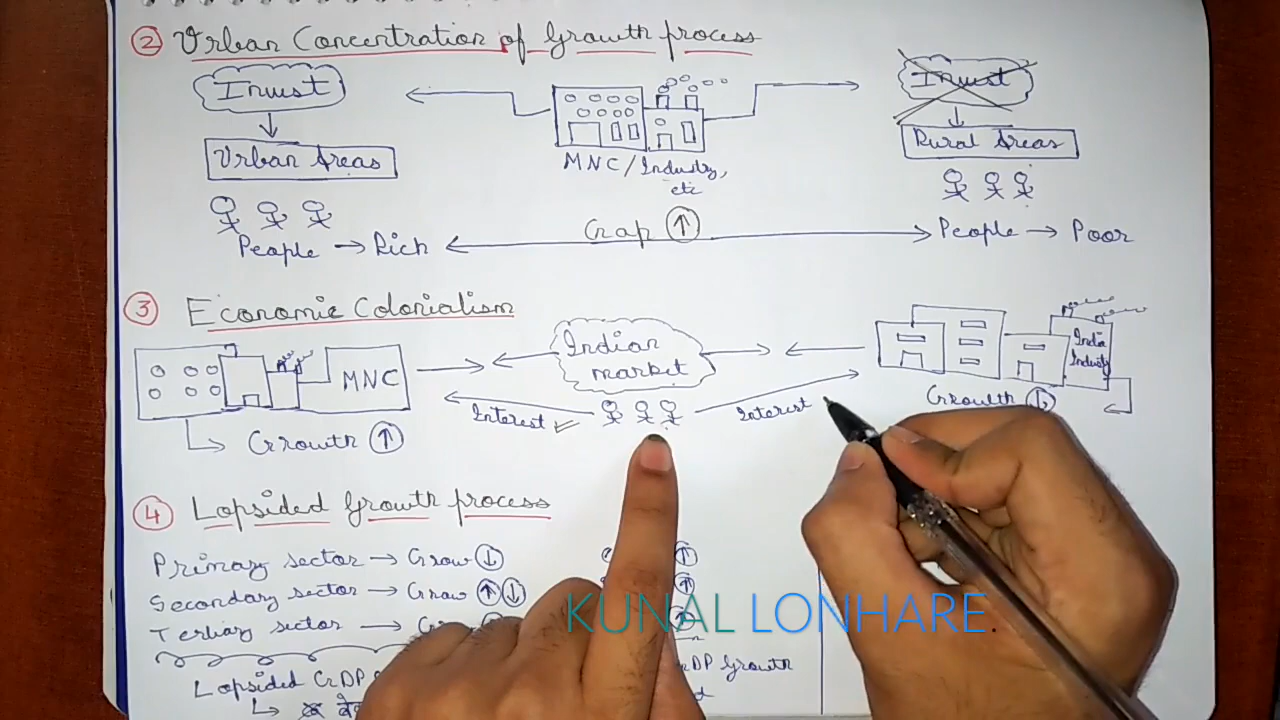 ② Urban Concentration of Growth process
Invest
Invest
Urban Areas
MNC/Industry,
etc
Rural Areas
People → Rich
Gap ↑
People → Poor
③ Economic Colonialism
MNC
Indian
market
India
Industry
Growth ↑
Interest
Interest
Growth ↓
④ Lopsided Growth process
Primary sector → Grow ↓
↑
Secondary sector → Grow ↑ ↓
↑
Tertiary sector →
Lopsided GDP
GDP Growth
KUNAL LONHARE.